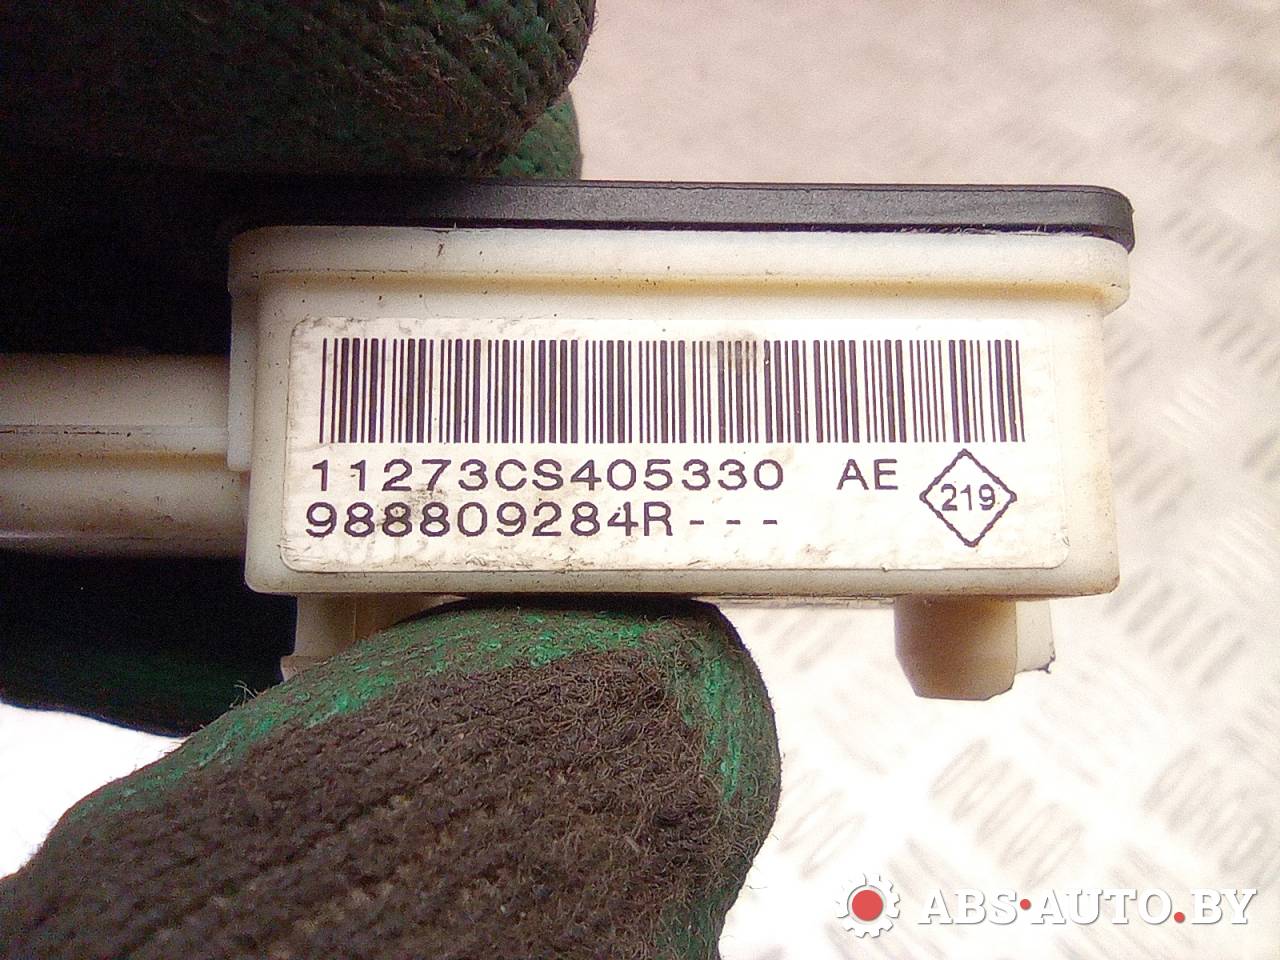 11273CS405330 AE
219
988809284R---
ABS·AUTO.BY